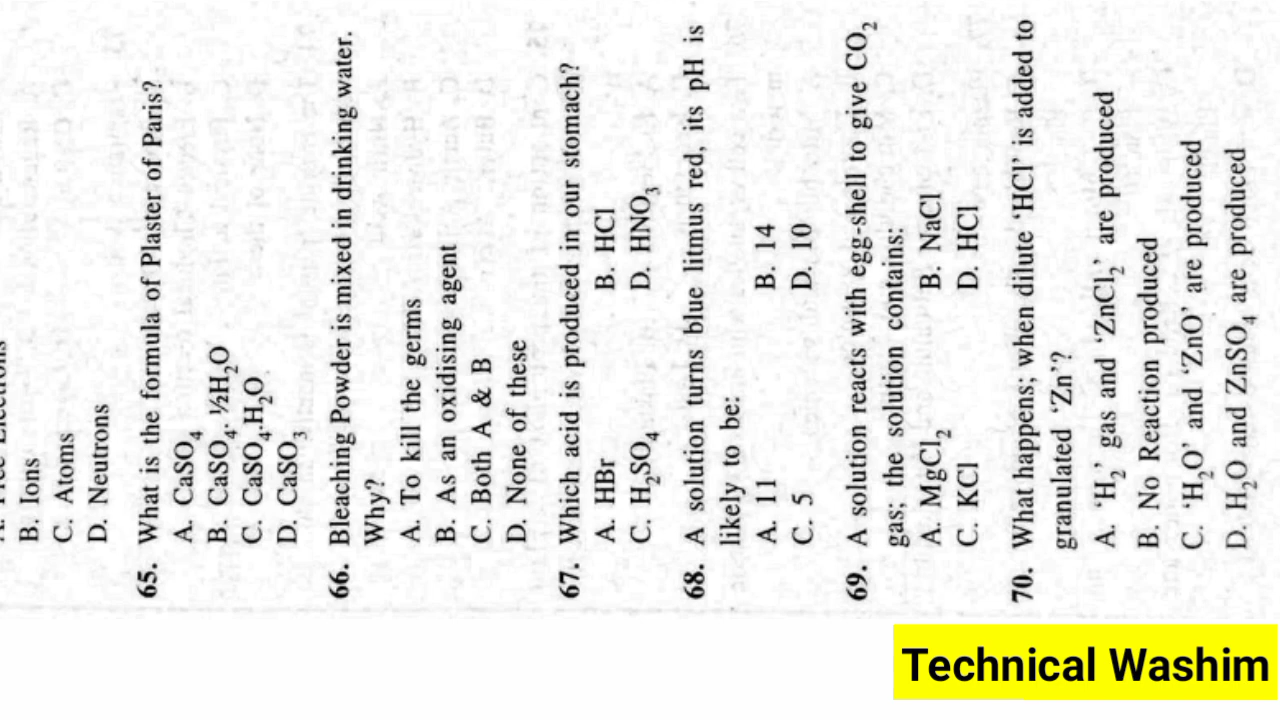 B. Ions
C. Atoms
D. Neutrons
65. What is the formula of Plaster of Paris?
A. CaSO₄
B. CaSO₄. ½H₂O
C. CaSO₄.H₂O
D. CaSO₃
66. Bleaching Powder is mixed in drinking water.
Why?
A. To kill the germs
B. As an oxidising agent
C. Both A & B
D. None of these
67. Which acid is produced in our stomach?
A. HBr B. HCl
C. H₂SO₄ D. HNO₃
68. A solution turns blue litmus red, its pH is
likely to be:
A. 11 B. 14
C. 5 D. 10
69. A solution reacts with egg-shell to give CO₂
gas; the solution contains:
A. MgCl₂ B. NaCl
C. KCl D. HCl
70. What happens; when dilute ‘HCl’ is added to
granulated ‘Zn’?
A. ‘H₂’ gas and ‘ZnCl₂’ are produced
B. No Reaction produced
C. ‘H₂O’ and ‘ZnO’ are produced
D. H₂O and ZnSO₄ are produced
Technical Washim